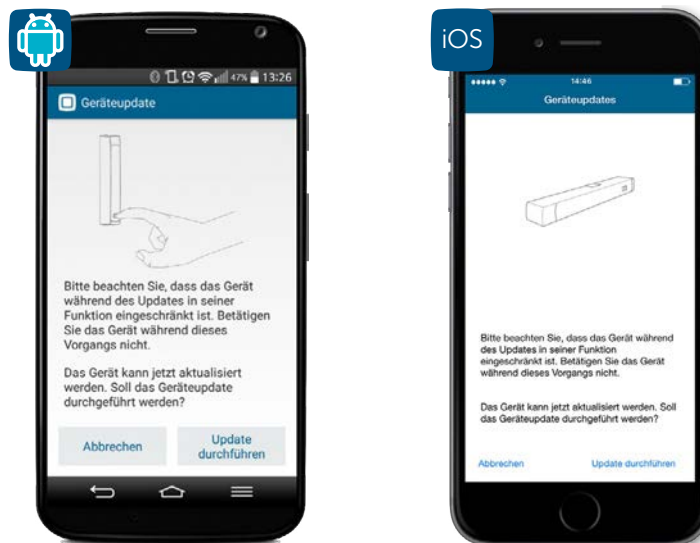 47% 13:26
Geräteupdate
Bitte beachten Sie, dass das Gerät
während des Updates in seiner
Funktion eingeschränkt ist. Betätigen
Sie das Gerät während dieses
Vorgangs nicht.
Das Gerät kann jetzt aktualisiert
werden. Soll das Geräteupdate
durchgeführt werden?
Abbrechen
Update
durchführen
iOS
14:46
Geräteupdates
Bitte beachten Sie, dass das Gerät während
des Updates in seiner Funktion
eingeschränkt ist. Betätigen Sie das Gerät
während dieses Vorgangs nicht.
Das Gerät kann jetzt aktualisiert werden. Soll
das Geräteupdate durchgeführt werden?
Abbrechen
Update durchführen